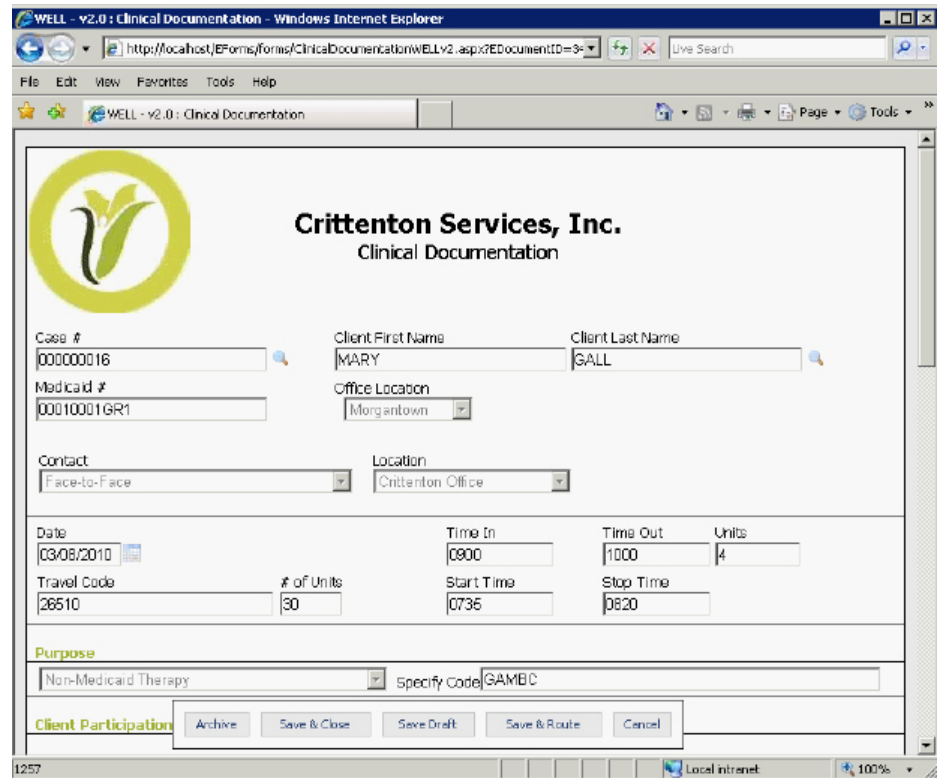 WELL - v2.0 : Clinical Documentation - Windows Internet Explorer
http://localhost/EForms/forms/ClinicalDocumentationWELLv2.aspx?EDocumentID=3
Live Search
File Edit View Favorites Tools Help
WELL - v2.0 : Clinical Documentation
Page Tools »
Crittenton Services, Inc.
Clinical Documentation
Case # Client First Name Client Last Name
000000016 MARY GALL
Medicaid # Office Location
00010001GR1 Morgantown
Contact Location
Face-to-Face Crittenton Office
Date Time In Time Out Units
03/08/2010 0900 1000 4
Travel Code # of Units Start Time Stop Time
26510 30 0735 0820
Purpose
Non-Medicaid Therapy Specify Code GAMBC
Client Participation Archive Save & Close Save Draft Save & Route Cancel
1257 Local intranet 100%